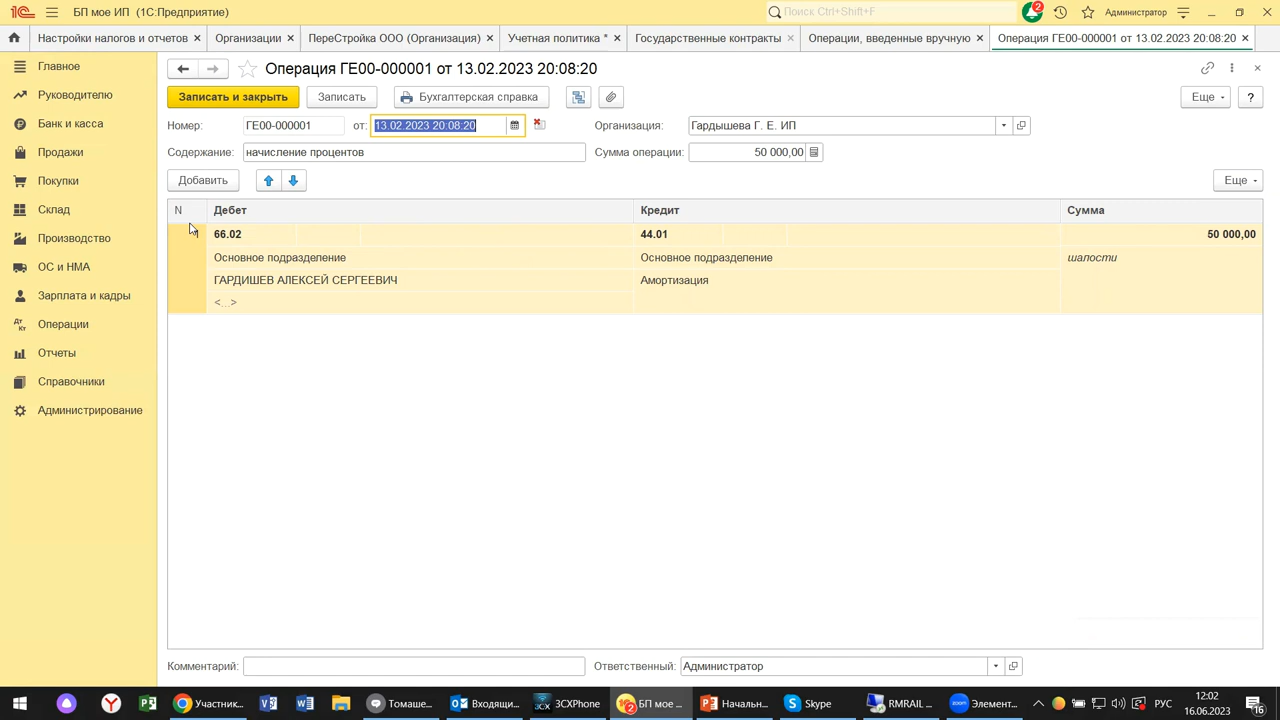 БП мое ИП (1С:Предприятие)
Поиск Ctrl+Shift+F
2
Администратор
Настройки налогов и отчетов
Организации
ПереСтройка ООО (Организация)
Учетная политика *
Государственные контракты
Операции, введенные вручную
Операция ГЕ00-000001 от 13.02.2023 20:08:20
Главное
Руководителю
Банк и касса
Продажи
Покупки
Склад
Производство
ОС и НМА
Зарплата и кадры
Операции
Отчеты
Справочники
Администрирование
Операция ГЕ00-000001 от 13.02.2023 20:08:20
Записать и закрыть
Записать
Бухгалтерская справка
Еще
?
Номер:
ГЕ00-000001
от:
13.02.2023 20:08:20
Организация:
Гардышева Г. Е. ИП
Содержание:
начисление процентов
Сумма операции:
50 000,00
Добавить
Еще
N
Дебет
Кредит
Сумма
1
66.02
44.01
50 000,00
Основное подразделение
Основное подразделение
шалости
ГАРДИШЕВ АЛЕКСЕЙ СЕРГЕЕВИЧ
Амортизация
<...>
Комментарий:
Ответственный:
Администратор
Участник...
Томаше...
Входящи...
3CXPhone
2
БП мое ...
Начальн...
Skype
RMRAIL ...
Элемент...
РУС
12:02
16.06.2023
16